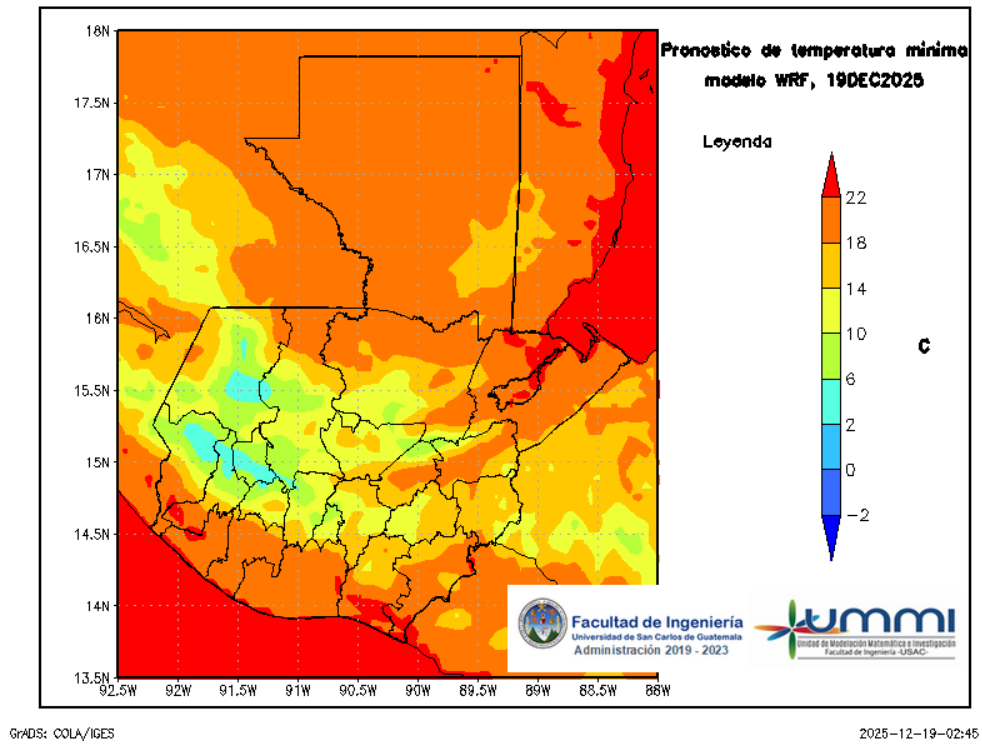 18N
17.5N
17N
16.5N
16N
15.5N
15N
14.5N
14N
13.5N
92.5W
92W
91.5W
91W
90.5W
90W
89.5W
89W
88.5W
88W
Pronostico de temperatura minima
modelo WRF, 19DEC2025
Leyenda
22
18
14
10
6
2
0
−2
C
Facultad de Ingeniería
Universidad de San Carlos de Guatemala
Administración 2019 - 2023
ummi
Unidad de Modelación Matemática e Investigación
Facultad de Ingeniería -USAC-
GrADS: COLA/IGES
2025-12-19-02:45